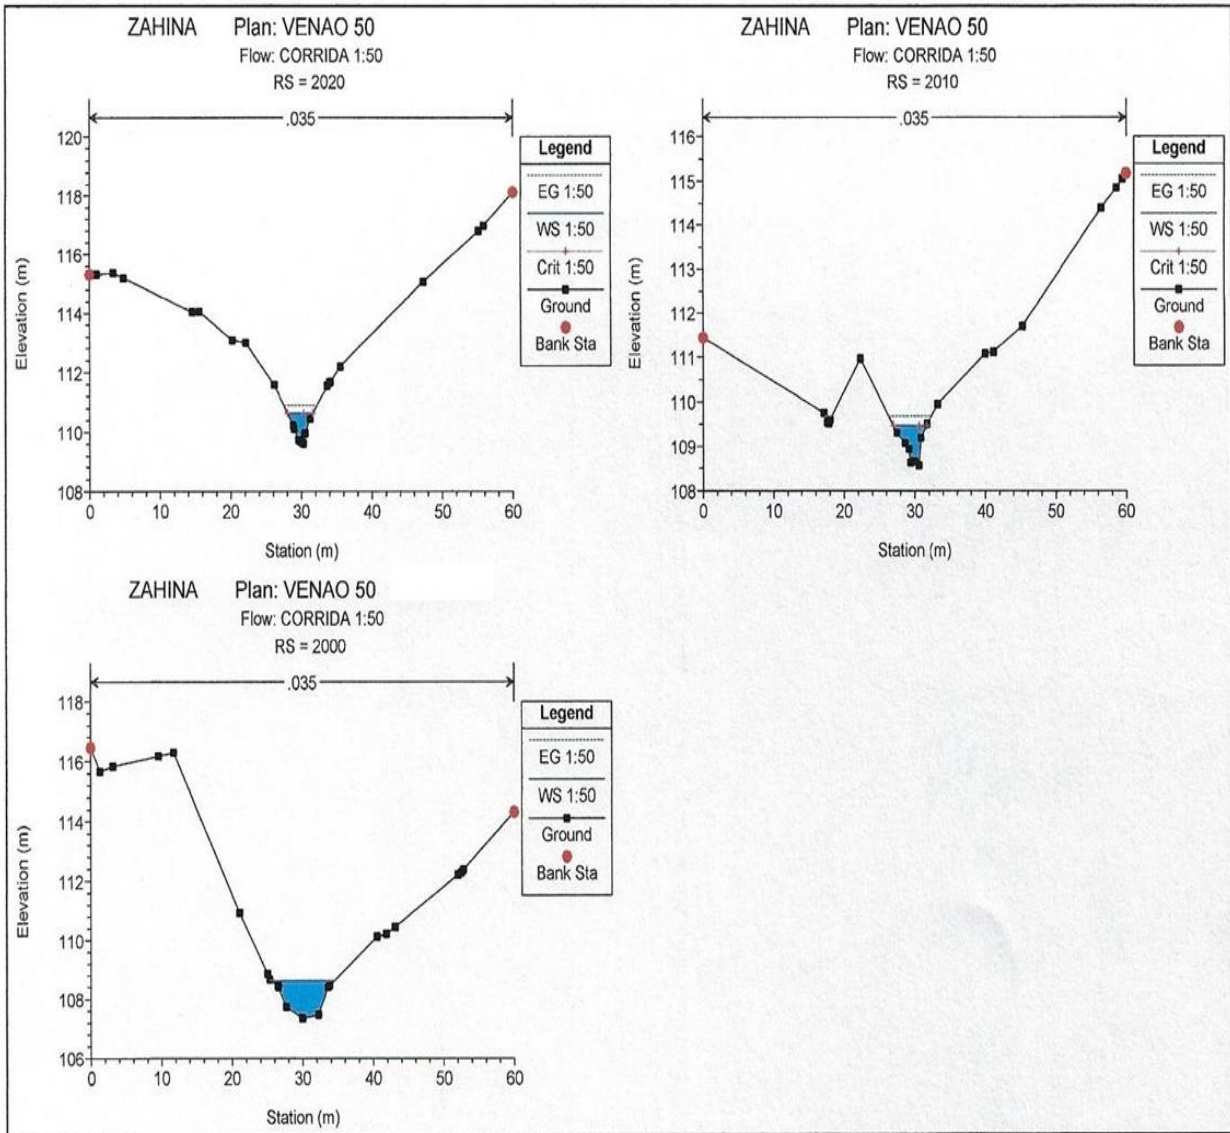 ZAHINA Plan: VENAO 50
Flow: CORRIDA 1:50
RS = 2020
.035
120
118
116
114
112
110
108
Elevation (m)
0 10 20 30 40 50 60
Station (m)
Legend
EG 1:50
WS 1:50
Crit 1:50
Ground
Bank Sta
ZAHINA Plan: VENAO 50
Flow: CORRIDA 1:50
RS = 2010
.035
116
115
114
113
112
111
110
109
108
Elevation (m)
0 20 30 40 50 60
Station (m)
Legend
EG 1:50
WS 1:50
Crit 1:50
Ground
Bank Sta
ZAHINA Plan: VENAO 50
Flow: CORRIDA 1:50
RS = 2000
.035
118
116
114
112
110
108
106
Elevation (m)
0 10 20 30 40 50 60
Station (m)
Legend
EG 1:50
WS 1:50
Ground
Bank Sta